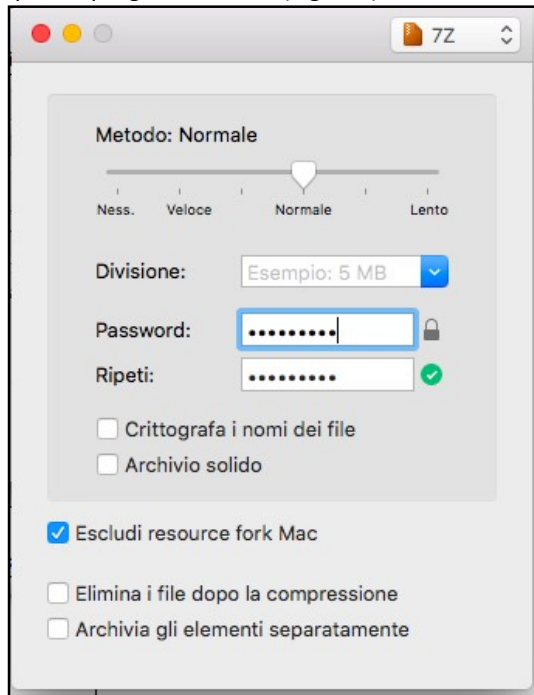 7Z
Metodo: Normale
Ness. Veloce Normale Lento
Divisione: Esempio: 5 MB
Password: •••••••••
Ripeti: •••••••••
Crittografa i nomi dei file
Archivio solido
Escludi resource fork Mac
Elimina i file dopo la compressione
Archivia gli elementi separatamente